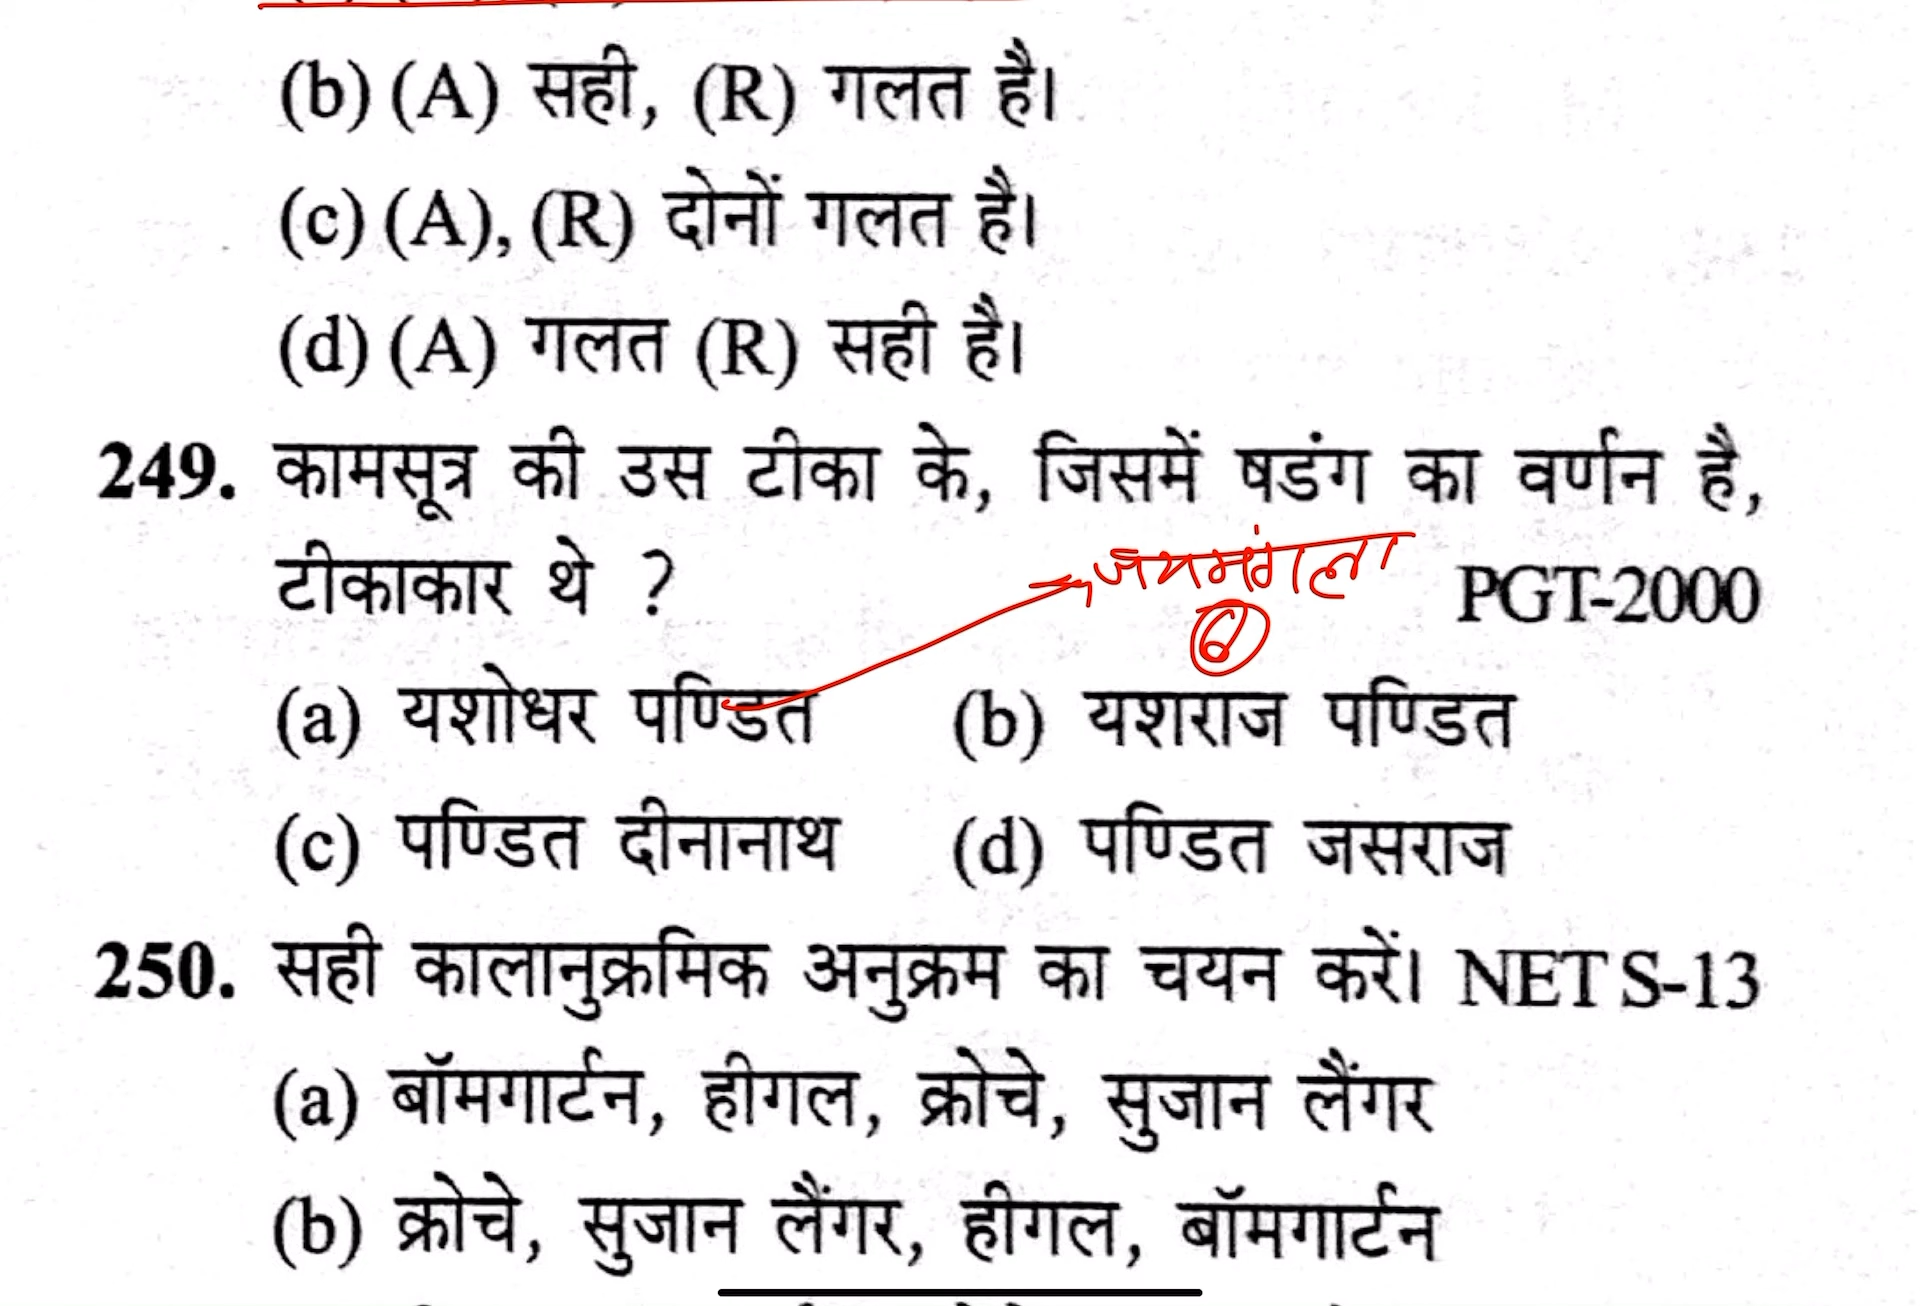 (b) (A) सही, (R) गलत है।
(c) (A), (R) दोनों गलत है।
(d) (A) गलत (R) सही है।
249. कामसूत्र की उस टीका के, जिसमें षडंग का वर्णन है,
टीकाकार थे ? PGT-2000
जयमंगला
6
(a) यशोधर पण्डित (b) यशराज पण्डित
(c) पण्डित दीनानाथ (d) पण्डित जसराज
250. सही कालानुक्रमिक अनुक्रम का चयन करें। NET S-13
(a) बॉमगार्टन, हीगल, क्रोचे, सुजान लैंगर
(b) क्रोचे, सुजान लैंगर, हीगल, बॉमगार्टन